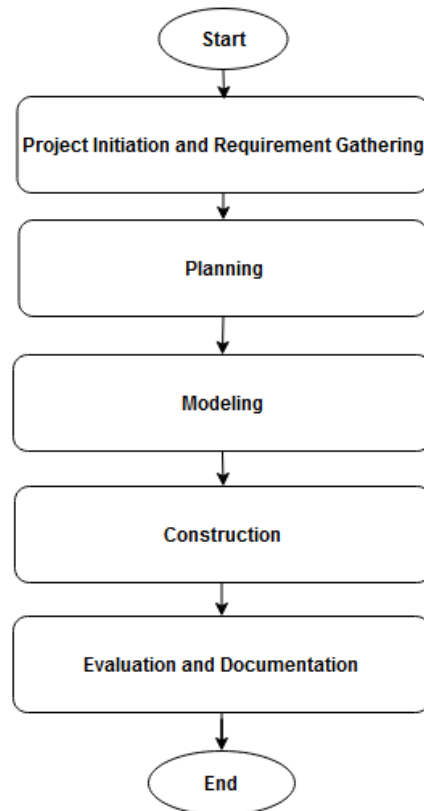 Start
Project Initiation and Requirement Gathering
Planning
Modeling
Construction
Evaluation and Documentation
End